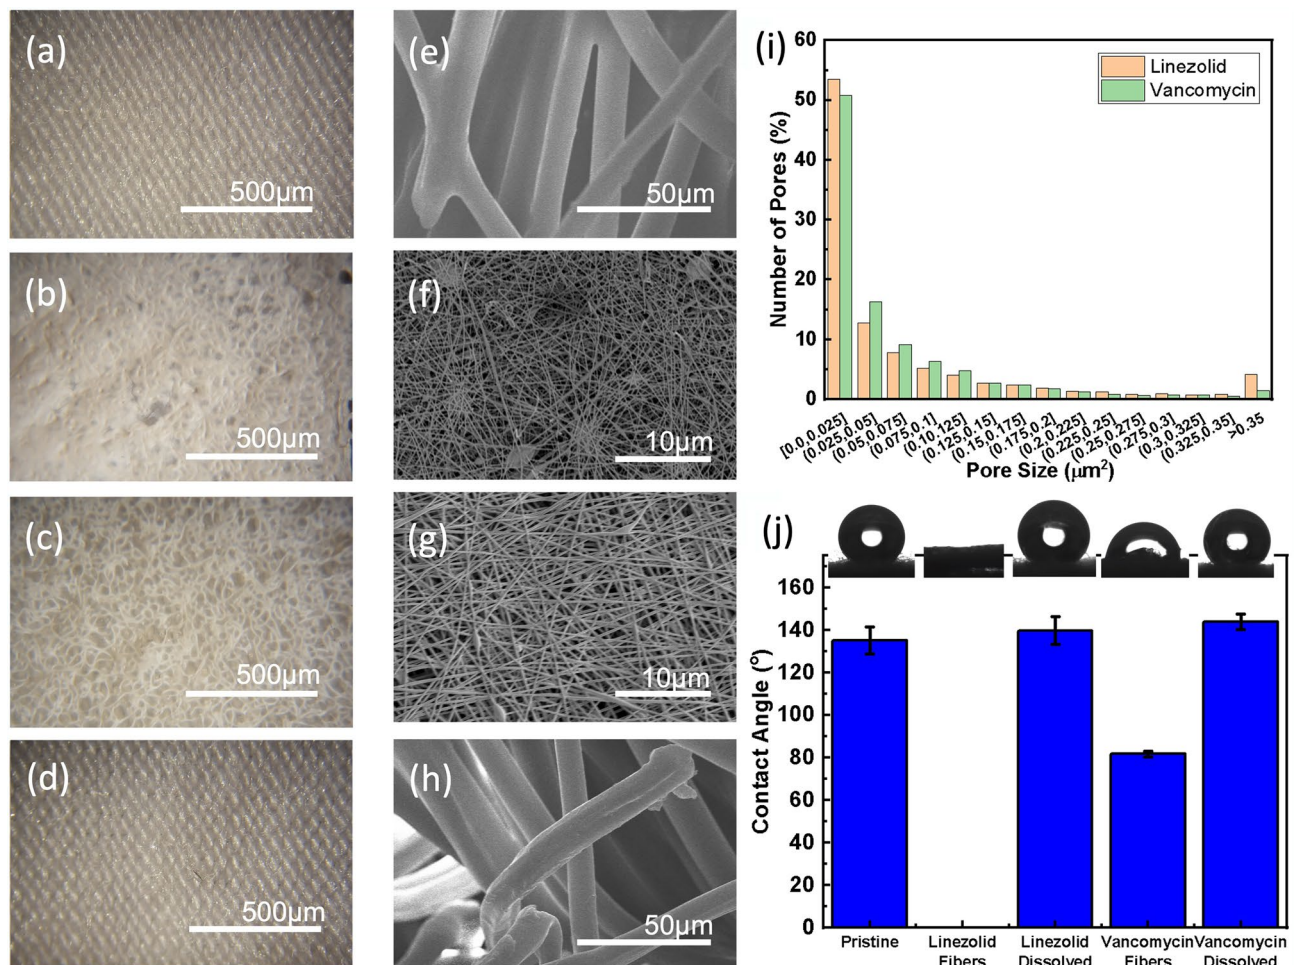 (a)
500µm
(b)
500µm
(c)
500µm
(d)
500µm
(e)
50µm
(f)
10µm
(g)
10µm
(h)
50µm
(i)
60
50
40
30
20
10
0
Number of Pores (%)
Linezolid
Vancomycin
[0.0,0.025]
(0.025,0.05]
(0.05,0.075]
(0.075,0.1]
(0.10,125]
(0.125,0.15]
(0.15,0.175]
(0.175,0.2]
(0.2,0.225]
(0.225,0.25]
(0.25,0.275]
(0.275,0.3]
(0.3,0.325]
(0.325,0.35]
>0.35
Pore Size (µm²)
(j)
160
140
120
100
80
60
40
20
0
Contact Angle (°)
Pristine
Linezolid
Fibers
Linezolid
Dissolved
Vancomycin
Fibers
Vancomycin
Dissolved